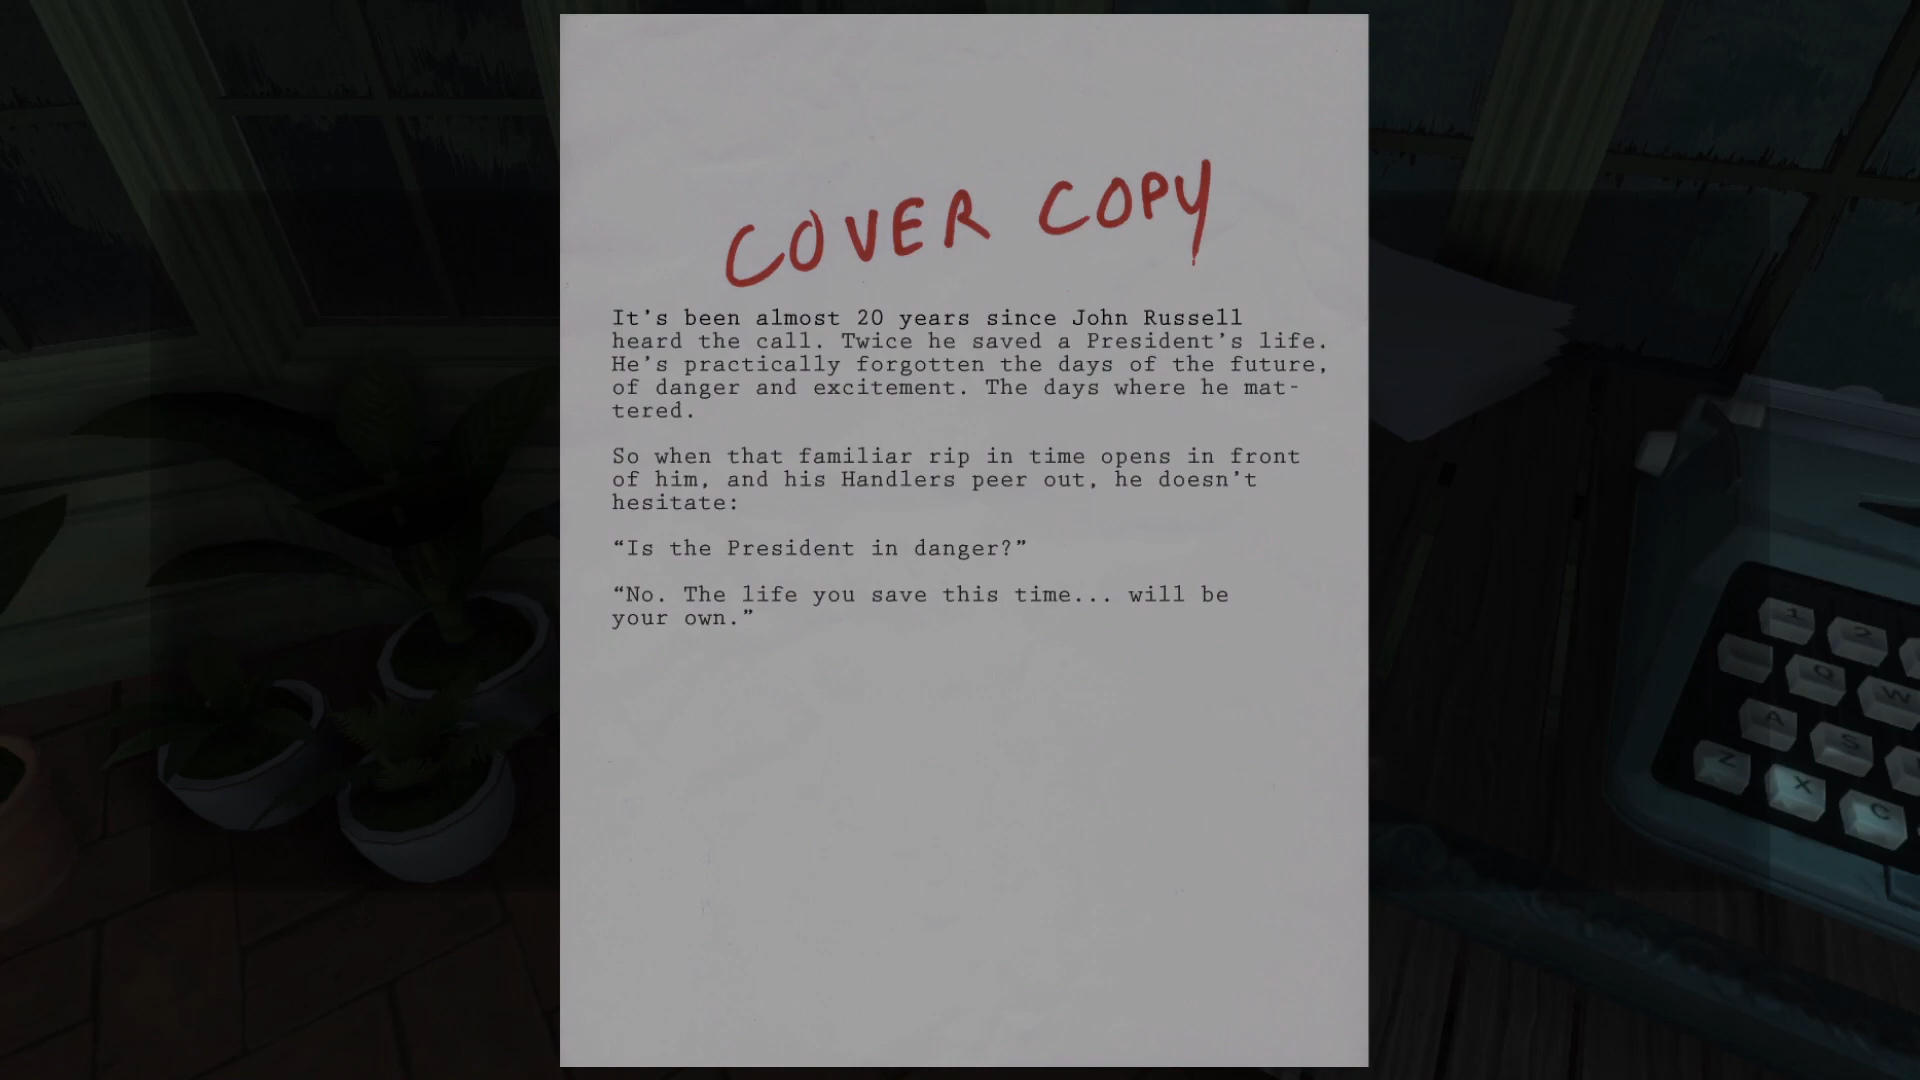 COVER COPY
It's been almost 20 years since John Russell
heard the call. Twice he saved a President's life.
He's practically forgotten the days of the future,
of danger and excitement. The days where he mat-
tered.
So when that familiar rip in time opens in front
of him, and his Handlers peer out, he doesn't
hesitate:
“Is the President in danger?”
“No. The life you save this time... will be
your own.”
1 2
Q W
A S
Z X C